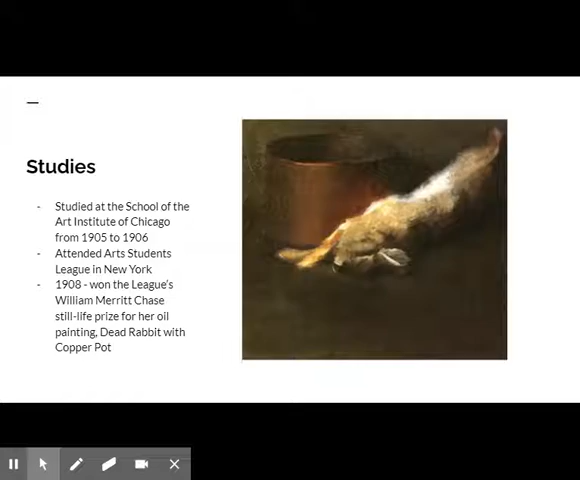 Studies
- Studied at the School of the
Art Institute of Chicago
from 1905 to 1906
- Attended Arts Students
League in New York
- 1908 - won the League's
William Merritt Chase
still-life prize for her oil
painting, Dead Rabbit with
Copper Pot